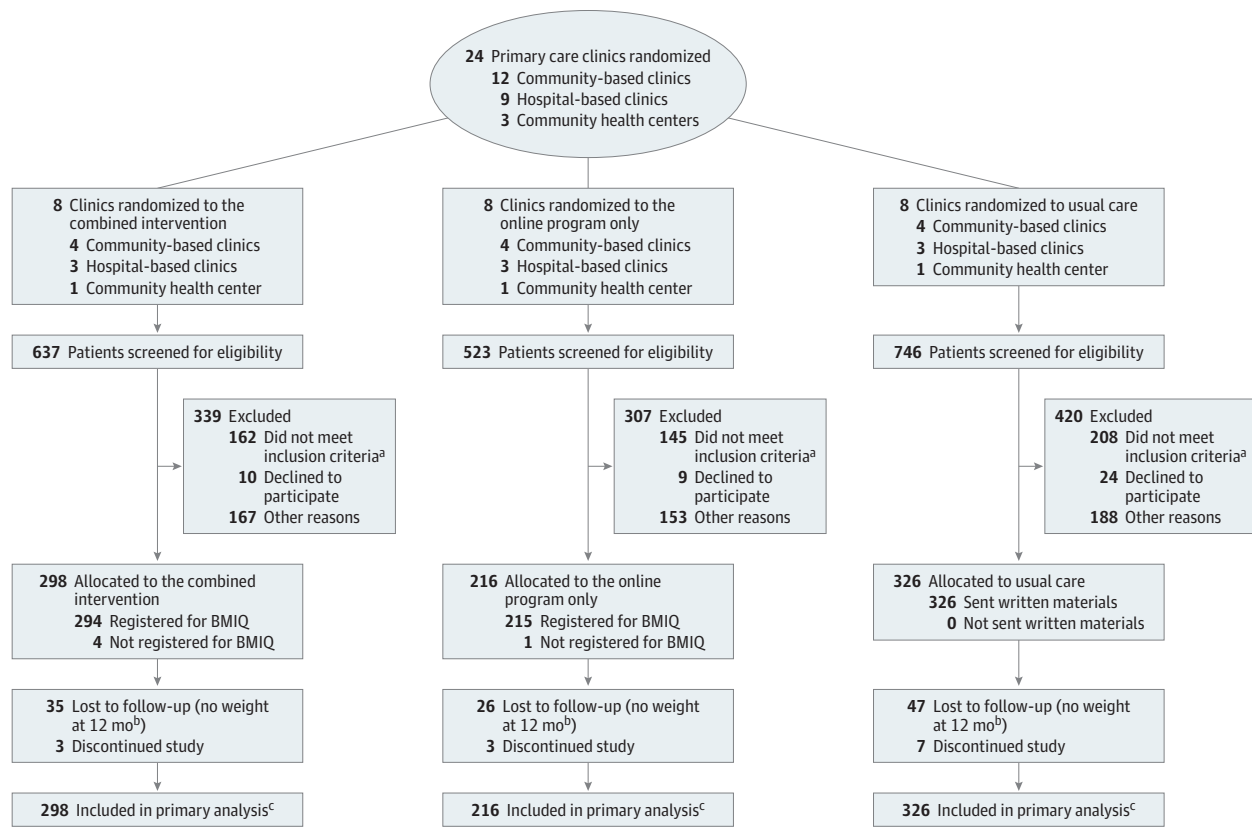 24 Primary care clinics randomized
12 Community-based clinics
9 Hospital-based clinics
3 Community health centers
8 Clinics randomized to the
combined intervention
4 Community-based clinics
3 Hospital-based clinics
1 Community health center
8 Clinics randomized to the
online program only
4 Community-based clinics
3 Hospital-based clinics
1 Community health center
8 Clinics randomized to usual care
4 Community-based clinics
3 Hospital-based clinics
1 Community health center
637 Patients screened for eligibility
523 Patients screened for eligibility
746 Patients screened for eligibility
339 Excluded
162 Did not meet
inclusion criteriaa
10 Declined to
participate
167 Other reasons
307 Excluded
145 Did not meet
inclusion criteriaa
9 Declined to
participate
153 Other reasons
420 Excluded
208 Did not meet
inclusion criteriaa
24 Declined to
participate
188 Other reasons
298 Allocated to the combined
intervention
294 Registered for BMIQ
4 Not registered for BMIQ
216 Allocated to the online
program only
215 Registered for BMIQ
1 Not registered for BMIQ
326 Allocated to usual care
326 Sent written materials
0 Not sent written materials
35 Lost to follow-up (no weight
at 12 mob)
3 Discontinued study
26 Lost to follow-up (no weight
at 12 mob)
3 Discontinued study
47 Lost to follow-up (no weight
at 12 mob)
7 Discontinued study
298 Included in primary analysisc
216 Included in primary analysisc
326 Included in primary analysisc